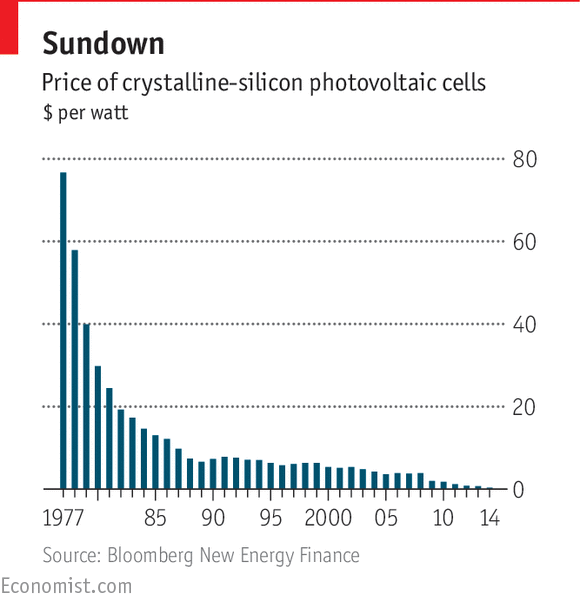 Sundown
Price of crystalline-silicon photovoltaic cells
$ per watt
80
60
40
20
0
1977 85 90 95 2000 05 10 14
Source: Bloomberg New Energy Finance
Economist.com